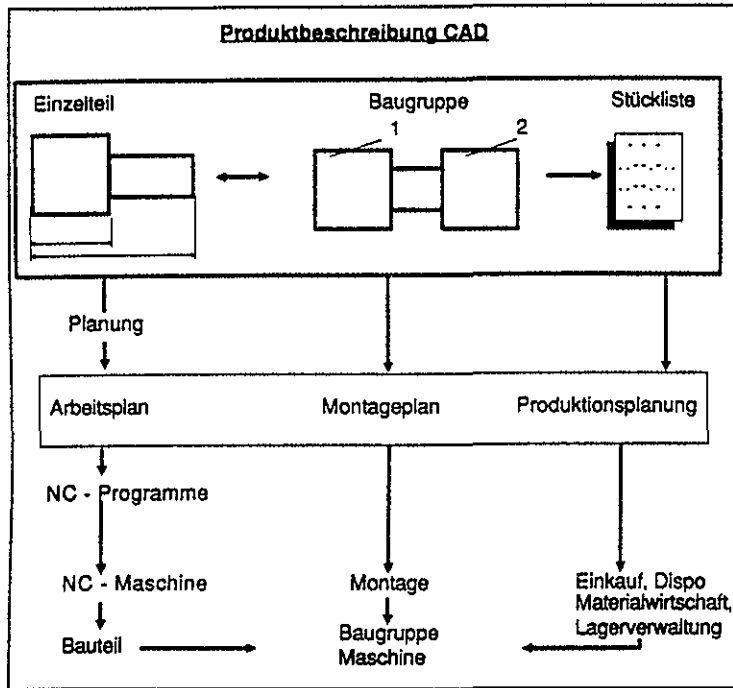 Produktbeschreibung CAD
Einzelteil
Baugruppe
Stückliste
1
2
Planung
Arbeitsplan
Montageplan
Produktionsplanung
NC - Programme
NC - Maschine
Montage
Einkauf, Dispo
Materialwirtschaft,
Lagerverwaltung
Bauteil
Baugruppe
Maschine